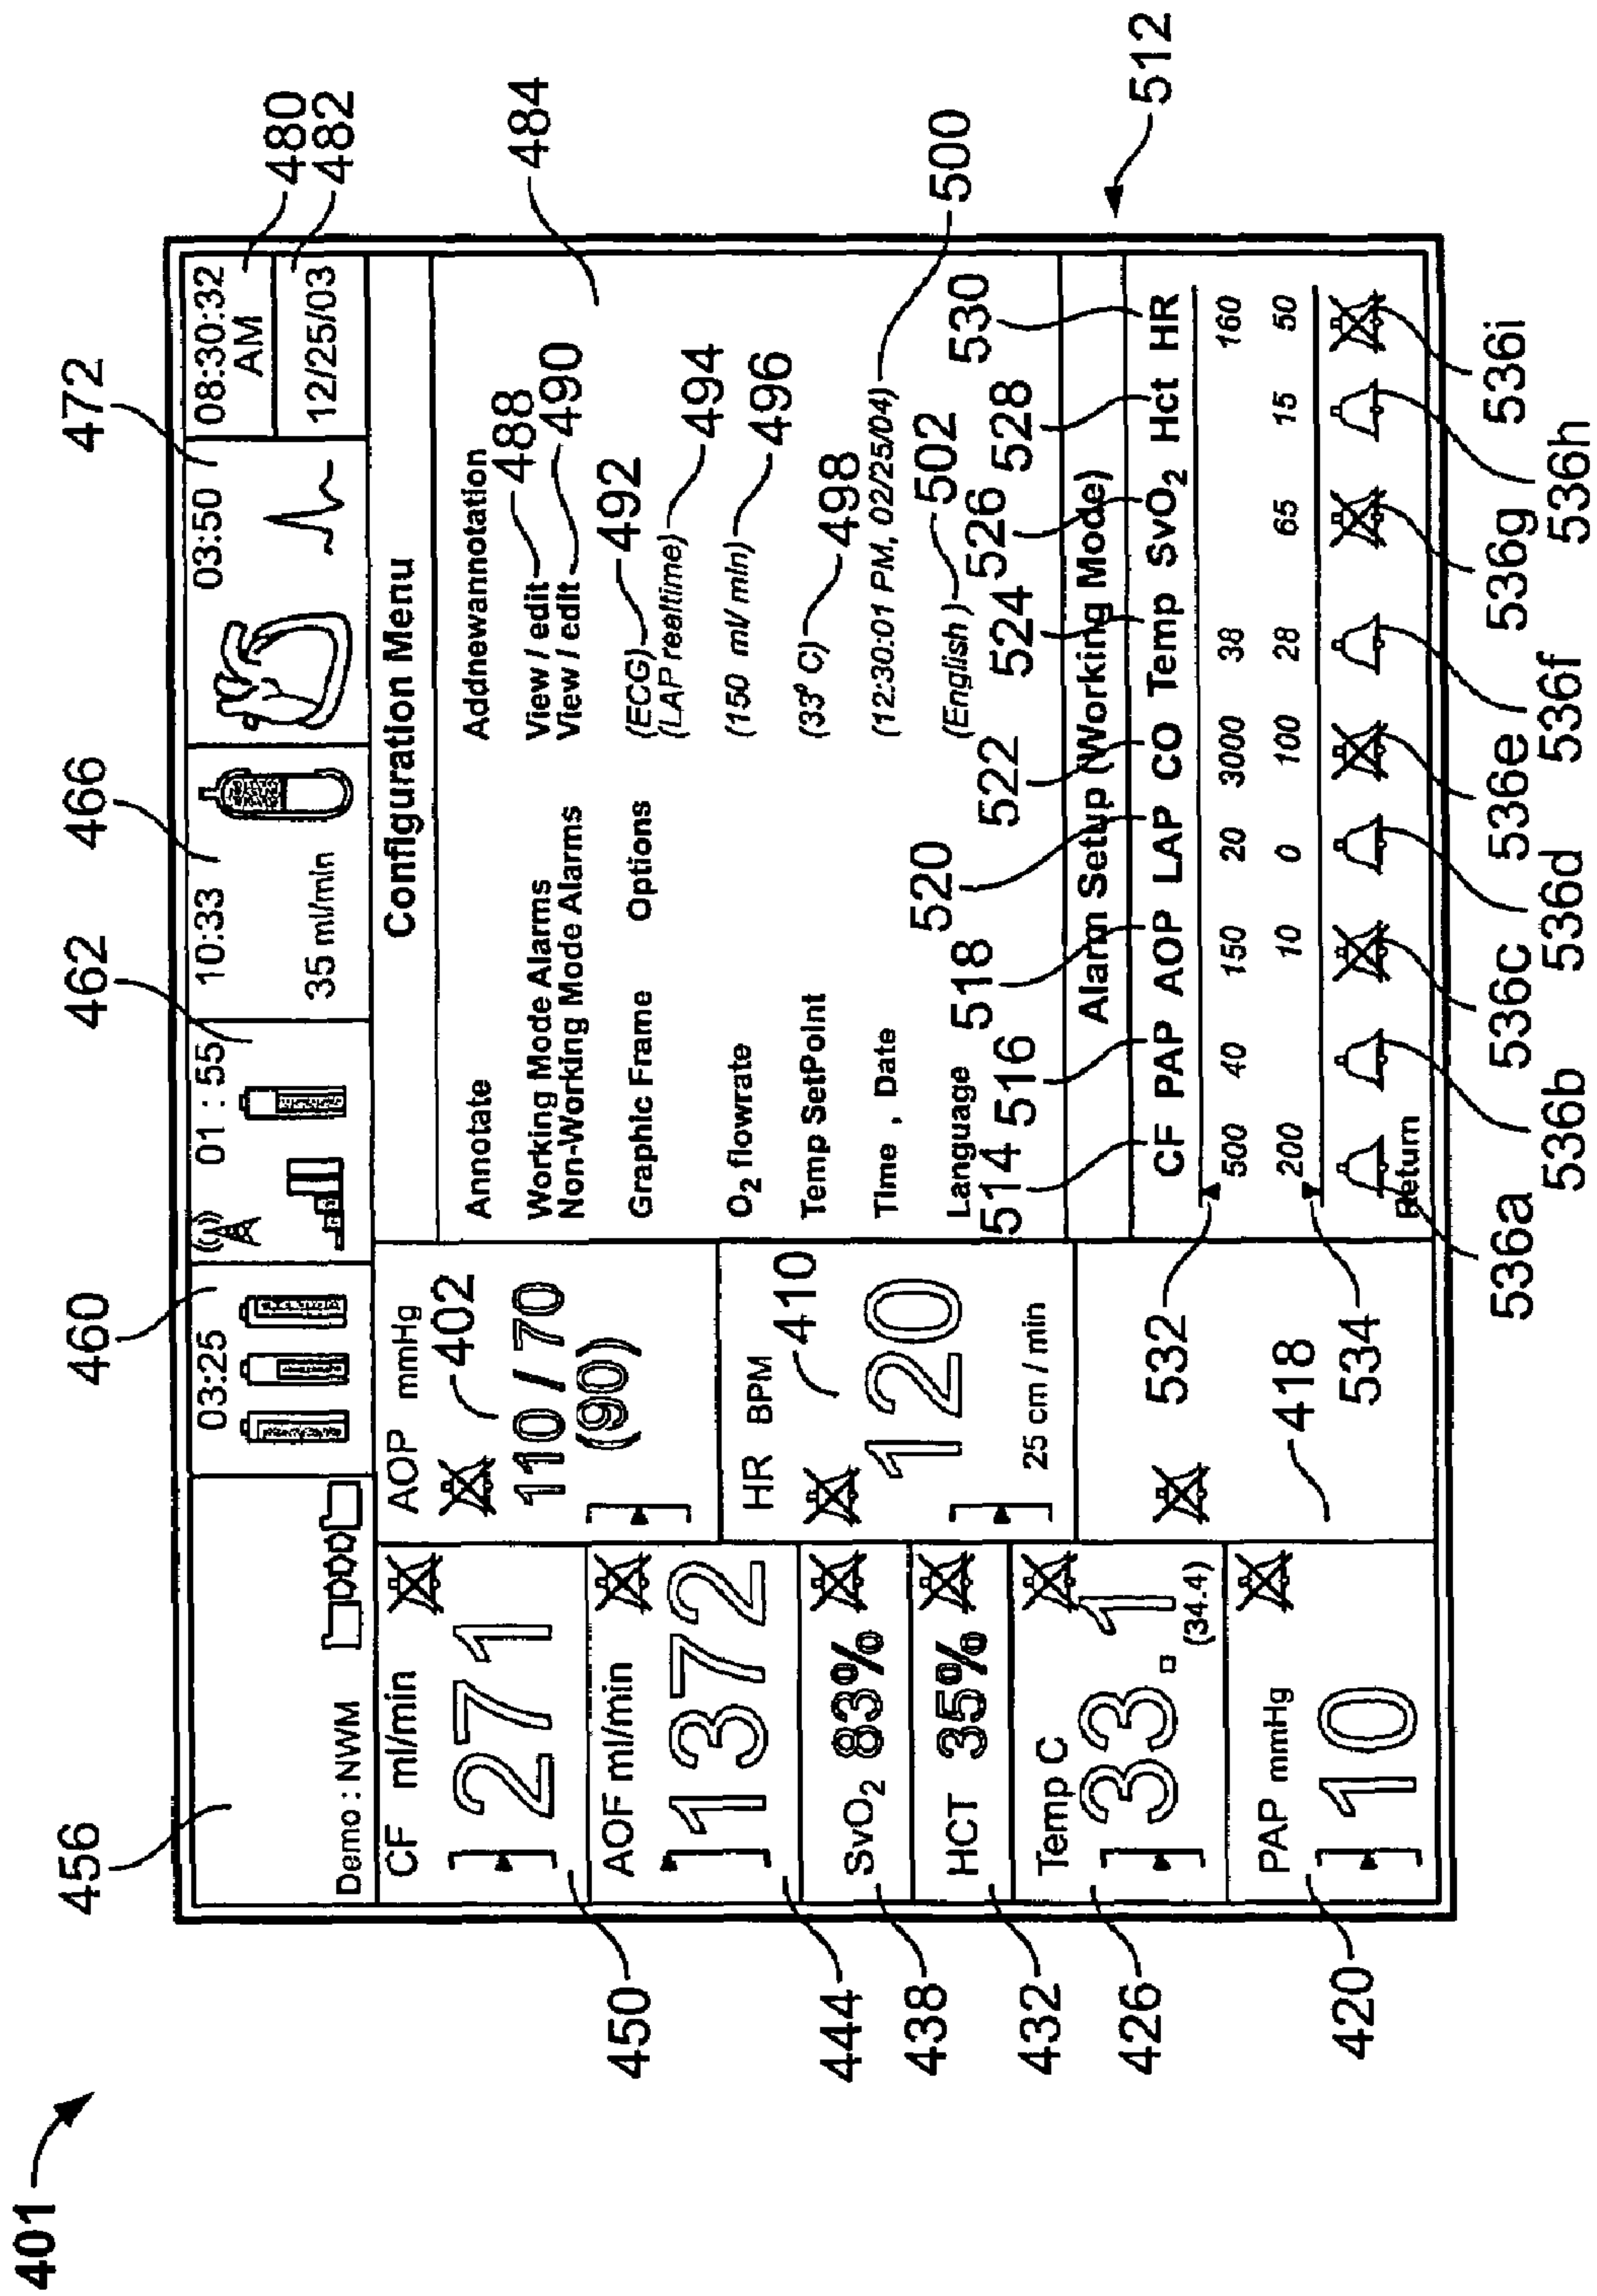 401
456
460
462
466
472
480
482
484
Demo : NWM
03:25
01 : 55
10:33
35 ml/min
03:50
08:30:32
AM
12/25/03
CF ml/min
271
450
AOF ml/min
1372
444
SvO2 83%
438
HCT 35%
432
Temp C
33.1
(34.4)
426
PAP mmHg
10
420
AOP mmHg
402
110 / 70
(90)
HR BPM
410
120
25 cm / min
418
Configuration Menu
Annotate Addnewannotation
Working Mode Alarms View / edit 488
Non-Working Mode Alarms View / edit 490
Graphic Frame Options (ECG) 492
(LAP realtime) 494
O2 flowrate (150 ml/ min) 496
Temp SetPoint (33° C) 498
Time , Date (12:30:01 PM, 02/25/04) 500
Language (English) 502
514 516 518 520 522 524 526 528 530
Alarm Setup (Working Mode)
512
CF PAP AOP LAP CO Temp SvO2 Hct HR
532
500 40 150 20 3000 38 160
534
200 10 0 100 28 65 15 50
Return
536a 536b 536c 536d 536e 536f 536g 536h 536i